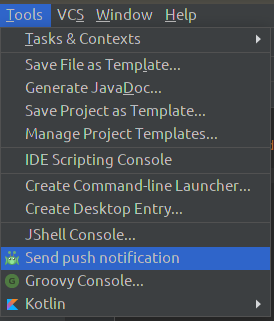 Tools VCS Window Help
Tasks & Contexts
Save File as Template...
Generate JavaDoc...
Save Project as Template...
Manage Project Templates...
IDE Scripting Console
Create Command-line Launcher...
Create Desktop Entry...
JShell Console...
Send push notification
G Groovy Console...
Kotlin